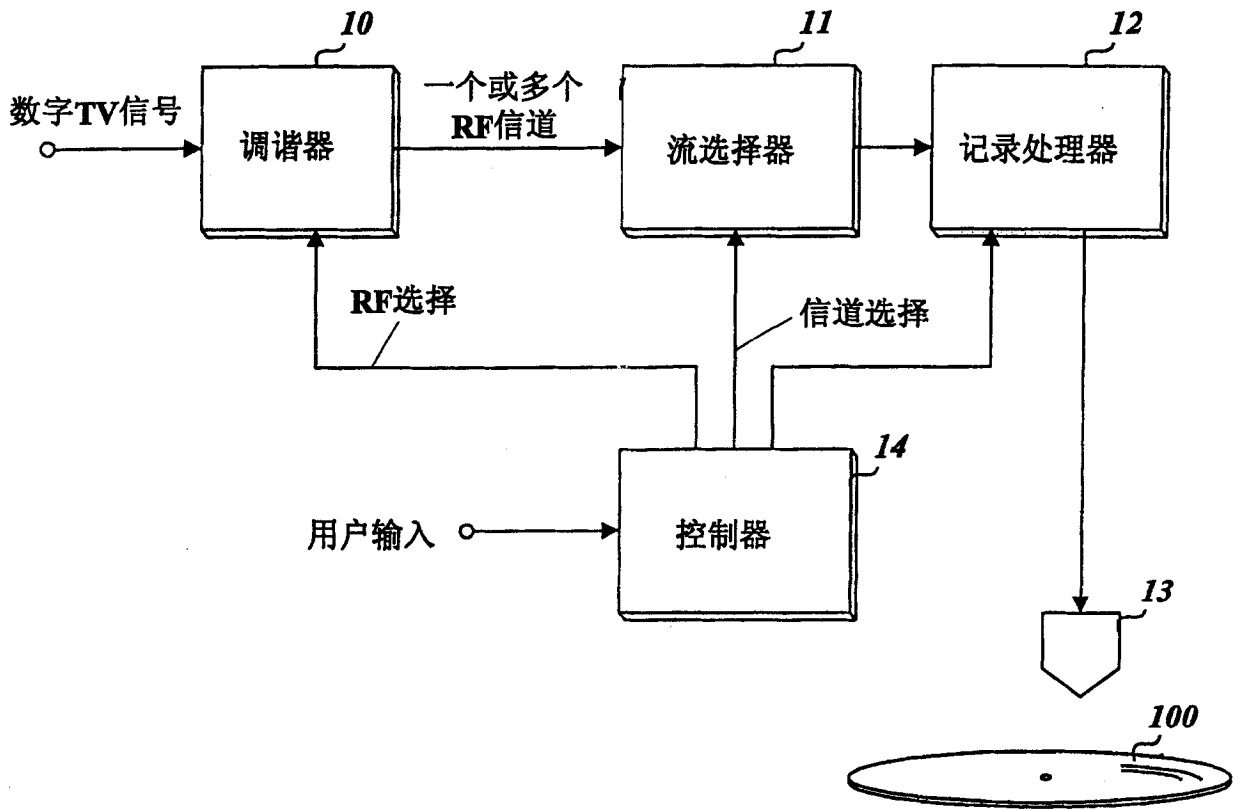 10
11
12
数字TV信号
调谐器
一个或多个
RF信道
流选择器
记录处理器
RF选择
信道选择
14
用户输入
控制器
13
100